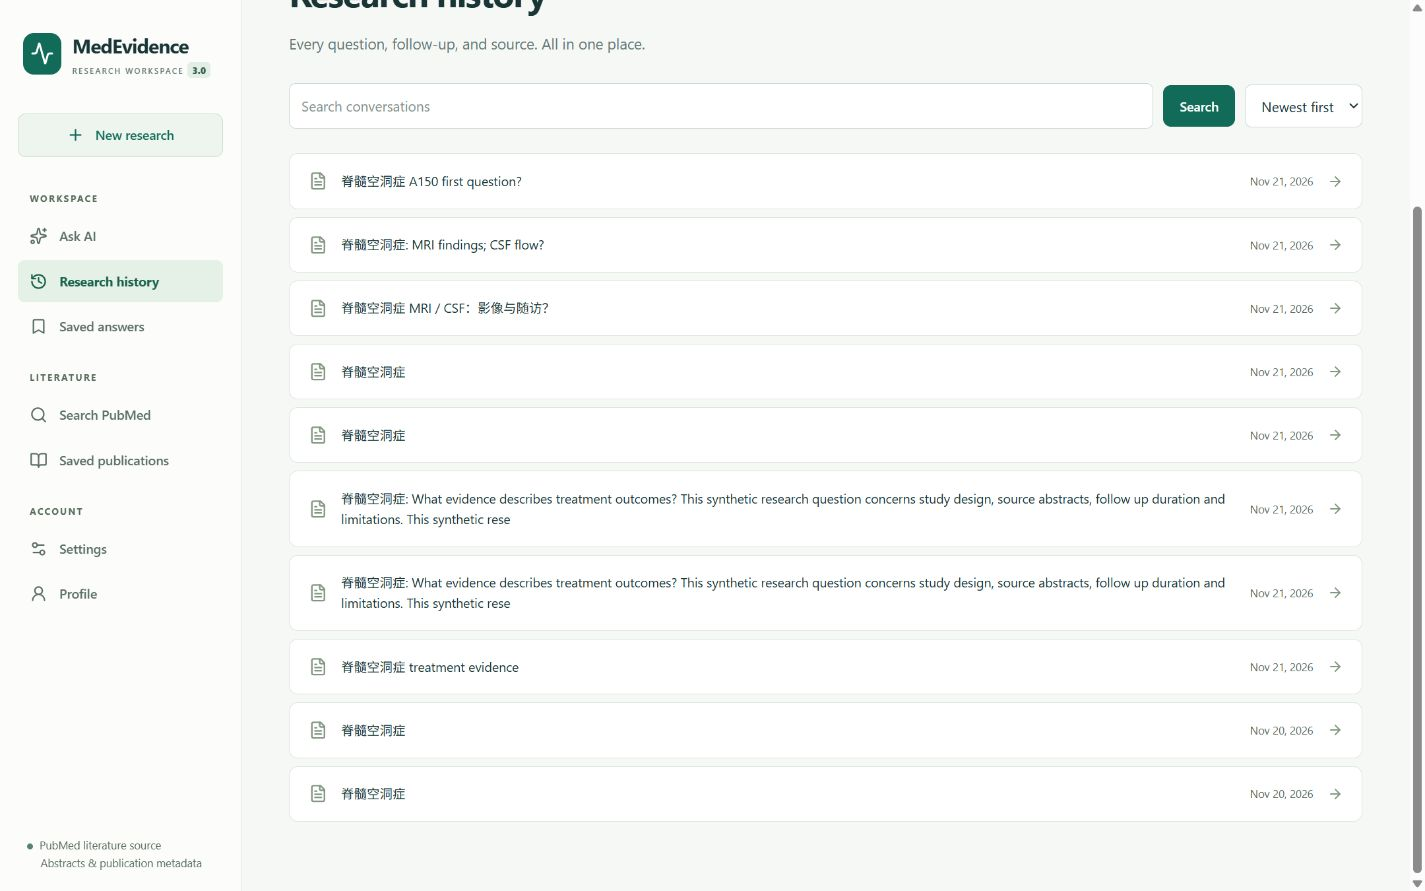 MedEvidence
RESEARCH WORKSPACE 3.0
New research
WORKSPACE
Ask AI
Research history
Saved answers
LITERATURE
Search PubMed
Saved publications
ACCOUNT
Settings
Profile
PubMed literature source
Abstracts & publication metadata
Research history
Every question, follow-up, and source. All in one place.
Search conversations
Search
Newest first
脊髓空洞症 A150 first question?
Nov 21, 2026
脊髓空洞症: MRI findings; CSF flow?
Nov 21, 2026
脊髓空洞症 MRI / CSF：影像与随访?
Nov 21, 2026
脊髓空洞症
Nov 21, 2026
脊髓空洞症
Nov 21, 2026
脊髓空洞症: What evidence describes treatment outcomes? This synthetic research question concerns study design, source abstracts, follow up duration and
limitations. This synthetic rese
Nov 21, 2026
脊髓空洞症: What evidence describes treatment outcomes? This synthetic research question concerns study design, source abstracts, follow up duration and
limitations. This synthetic rese
Nov 21, 2026
脊髓空洞症 treatment evidence
Nov 21, 2026
脊髓空洞症
Nov 20, 2026
脊髓空洞症
Nov 20, 2026